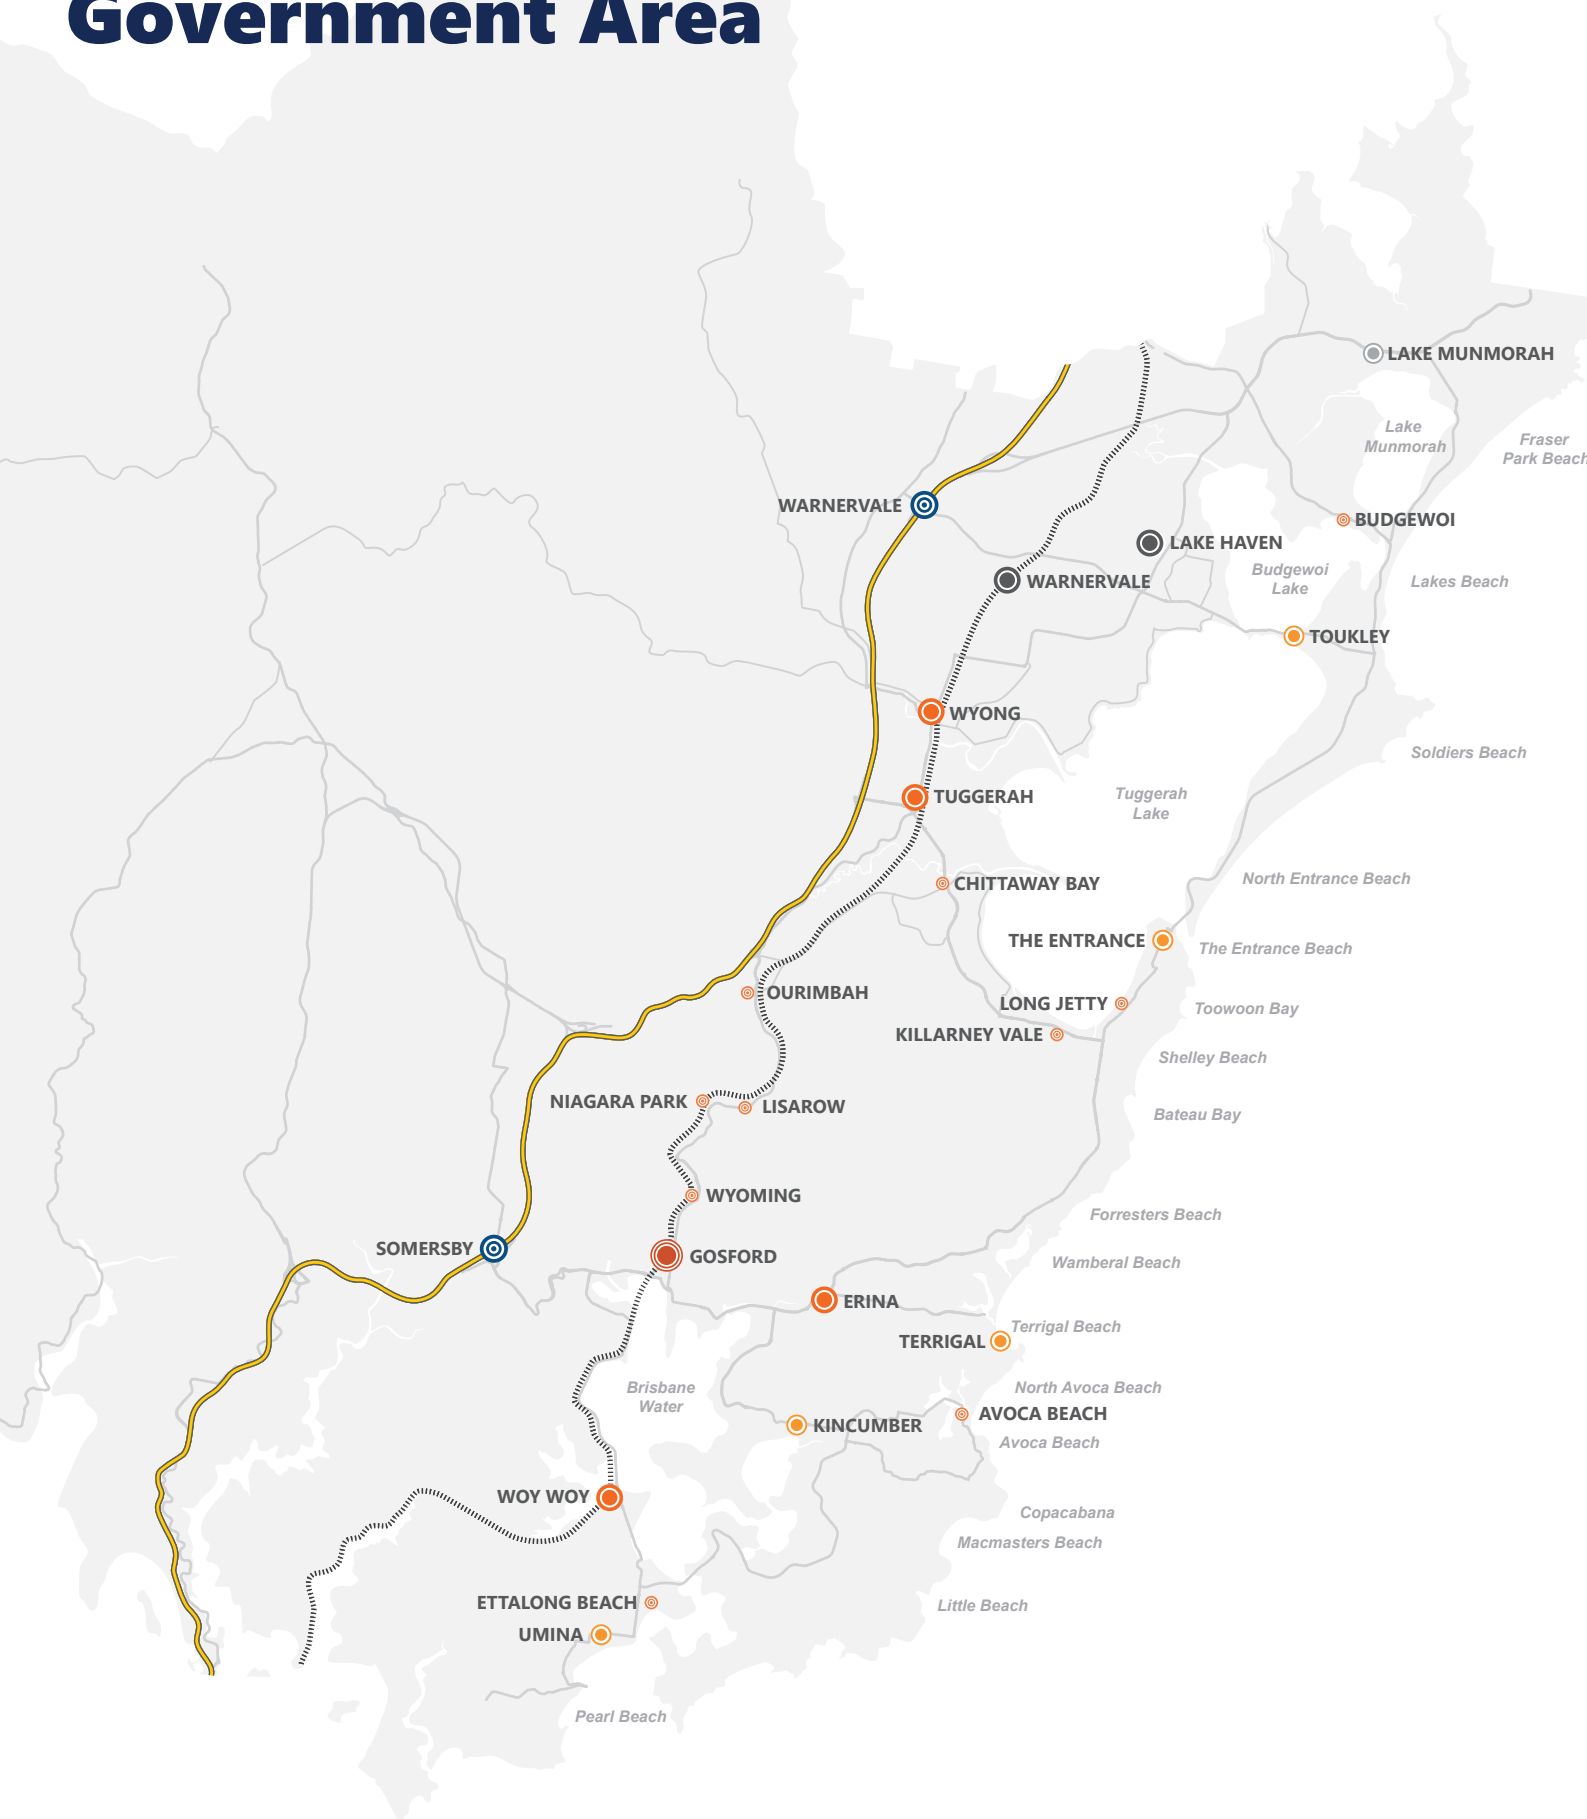 Government Area
LAKE MUNMORAH
Lake
Munmorah
Fraser
Park Beach
WARNERVALE
BUDGEWOI
LAKE HAVEN
Budgewoi
Lake
WARNERVALE
Lakes Beach
TOUKLEY
WYONG
Soldiers Beach
Tuggerah
Lake
TUGGERAH
North Entrance Beach
CHITTAWAY BAY
THE ENTRANCE
The Entrance Beach
OURIMBAH
LONG JETTY
Toowoon Bay
KILLARNEY VALE
Shelley Beach
NIAGARA PARK
LISAROW
Bateau Bay
WYOMING
Forresters Beach
SOMERSBY
GOSFORD
Wamberal Beach
ERINA
Terrigal Beach
TERRIGAL
Brisbane
Water
North Avoca Beach
AVOCA BEACH
KINCUMBER
Avoca Beach
WOY WOY
Copacabana
Macmasters Beach
ETTALONG BEACH
Little Beach
UMINA
Pearl Beach